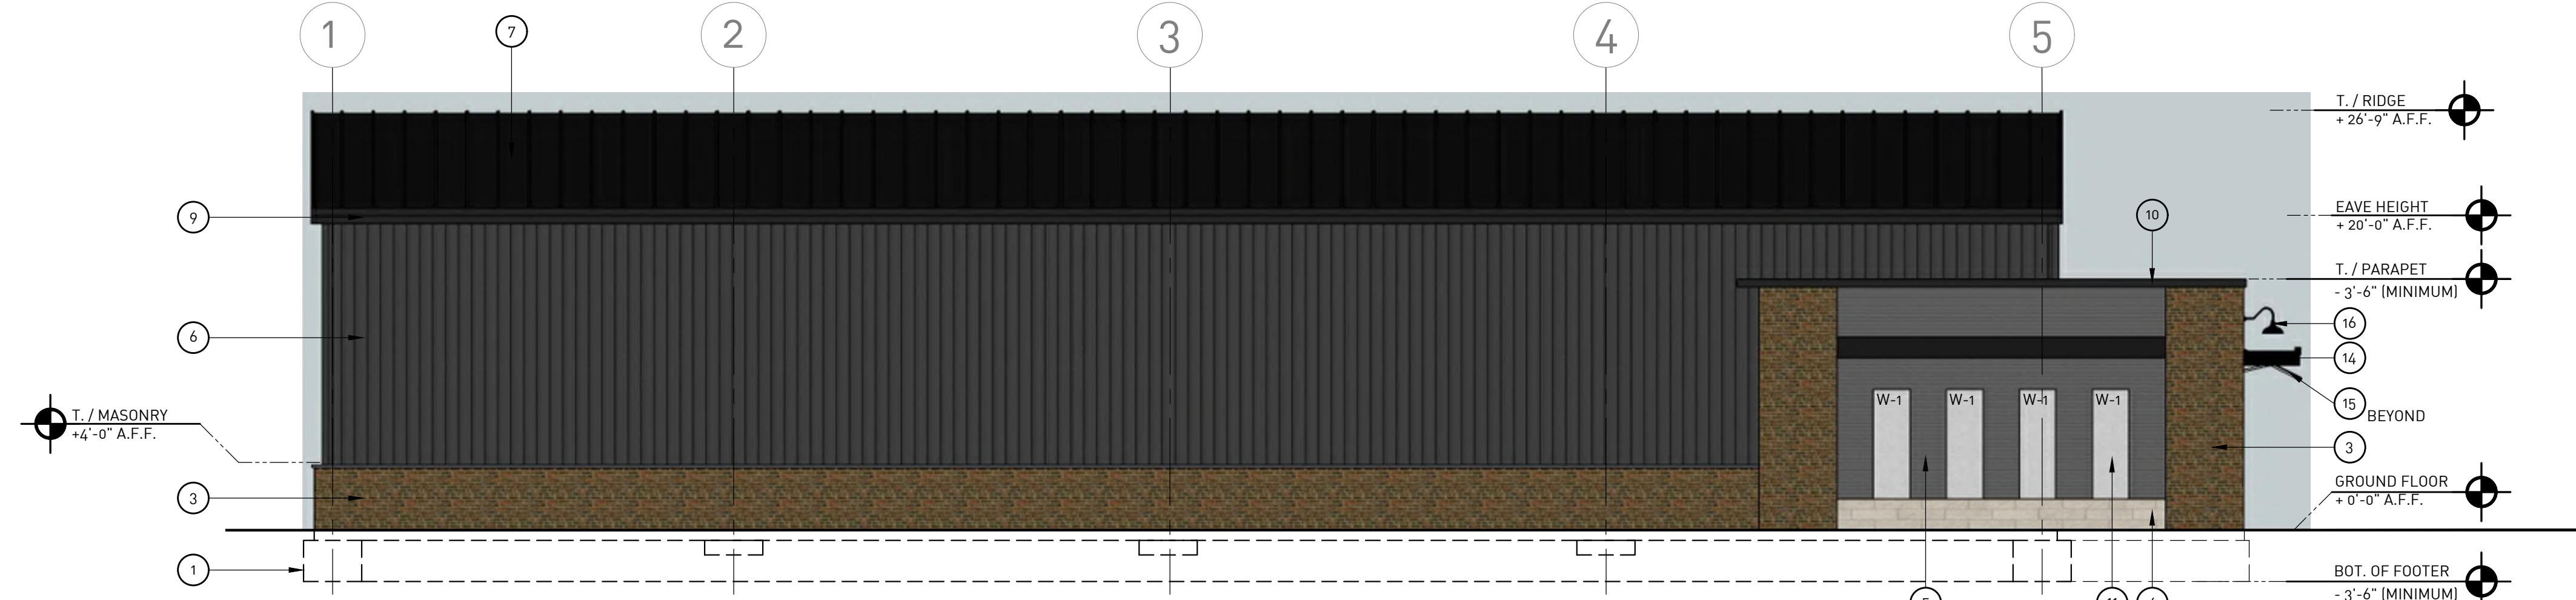 1
2
3
4
5
7
T. / RIDGE
+ 26'-9" A.F.F.
9
10
EAVE HEIGHT
+ 20'-0" A.F.F.
T. / PARAPET
- 3'-6" (MINIMUM)
6
16
14
15
BEYOND
T. / MASONRY
+4'-0" A.F.F.
W-1
W-1
W-1
W-1
3
3
GROUND FLOOR
+ 0'-0" A.F.F.
1
BOT. OF FOOTER
- 3'-6" (MINIMUM)